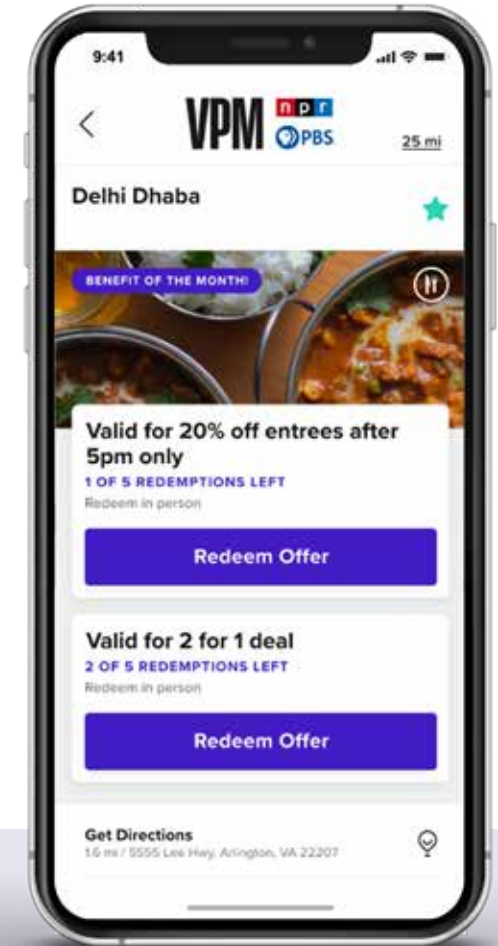 9:41
VPM
npr
PBS
25 mi
Delhi Dhaba
BENEFIT OF THE MONTH!
Valid for 20% off entrees after
5pm only
1 OF 5 REDEMPTIONS LEFT
Redeem in person
Redeem Offer
Valid for 2 for 1 deal
2 OF 5 REDEMPTIONS LEFT
Redeem in person
Redeem Offer
Get Directions
1.6 mi / 5555 Lee Hwy, Arlington, VA 22207